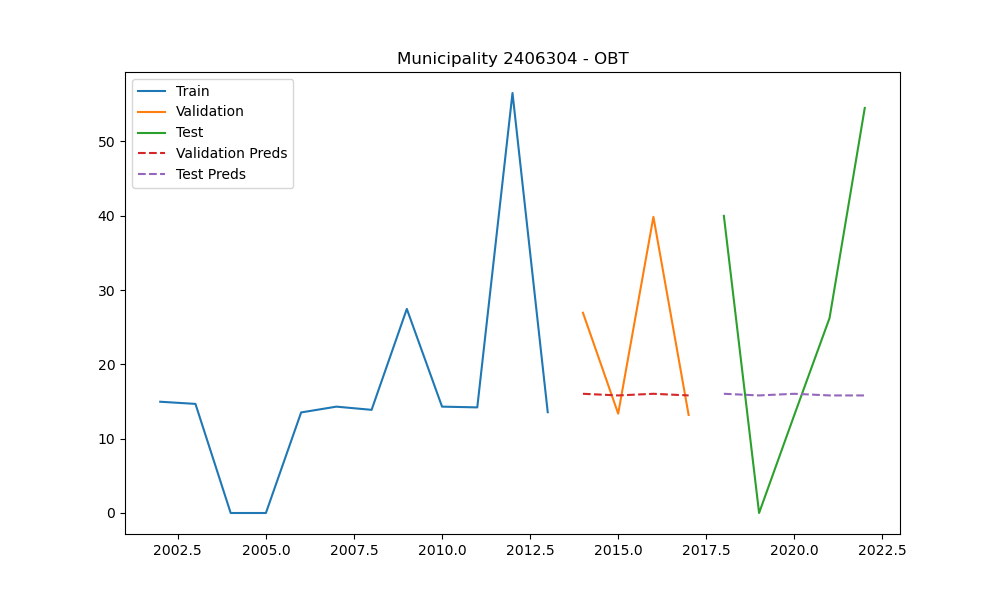 Municipality 2406304 - OBT
Train
Validation
Test
Validation Preds
Test Preds
50
40
30
20
10
0
2002.5 2005.0 2007.5 2010.0 2012.5 2015.0 2017.5 2020.0 2022.5